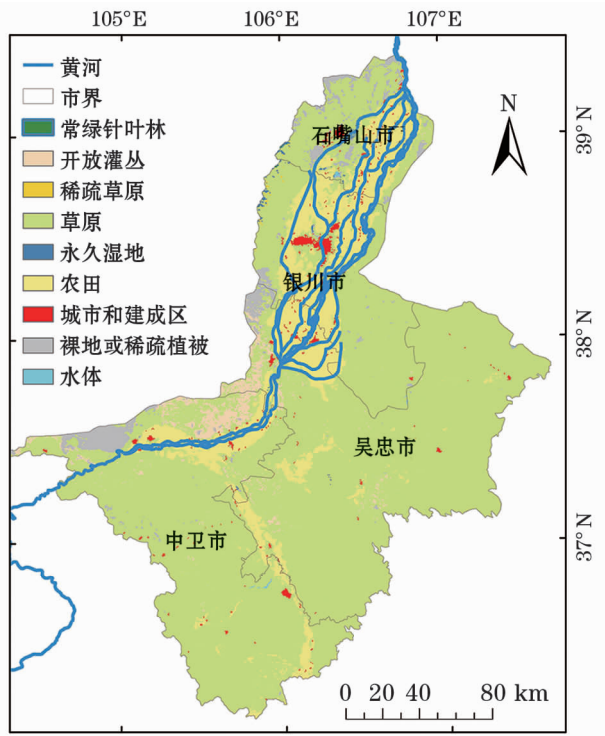 105°E 106°E 107°E
黄河
市界
常绿针叶林
开放灌丛
稀疏草原
草原
永久湿地
农田
城市和建成区
裸地或稀疏植被
水体
N
石嘴山市
39°N
银川市
38°N
吴忠市
中卫市
37°N
0 20 40 80 km